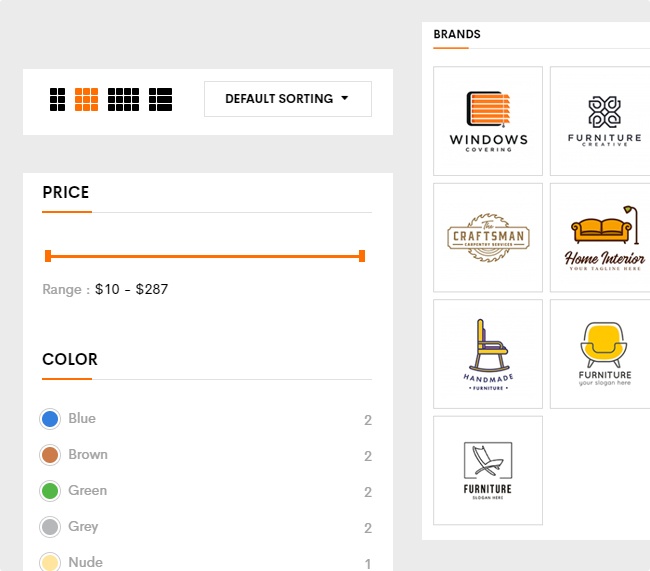 DEFAULT SORTING
PRICE
Range : $10 - $287
COLOR
Blue 2
Brown 2
Green 2
Grey 2
Nude 1
BRANDS
WINDOWS
COVERING
FURNITURE
CREATIVE
The
CRAFTSMAN
CARPENTRY SERVICES
Home Interior
YOUR TAGLINE HERE
HANDMADE
• FURNITURE •
FURNITURE
your slogan here
FURNITURE
SLOGAN HERE